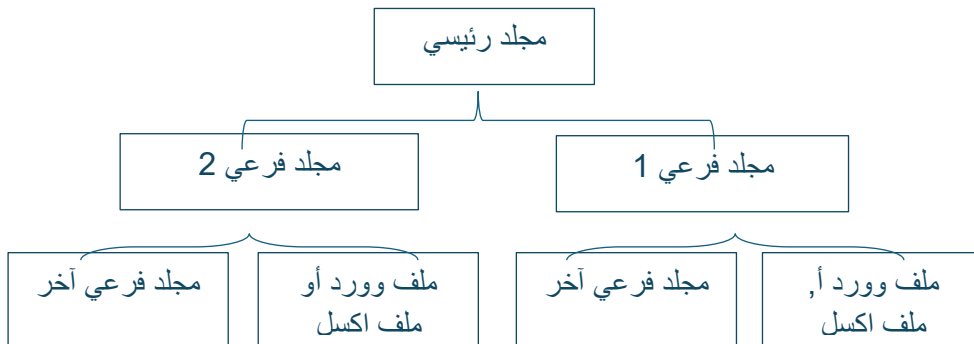 مجلد رئيسي
مجلد فرعي 1
مجلد فرعي 2
ملف وورد أ,
ملف اكسل
مجلد فرعي آخر
ملف وورد أو
ملف اكسل
مجلد فرعي آخر